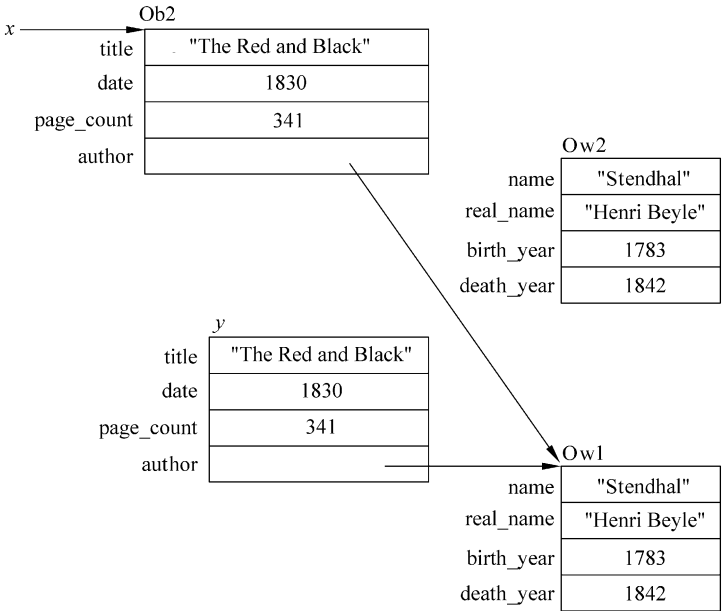 x
Ob2
title "The Red and Black"
date 1830
page_count 341
author
Ow2
name "Stendhal"
real_name "Henri Beyle"
birth_year 1783
death_year 1842
y
title "The Red and Black"
date 1830
page_count 341
author
Ow1
name "Stendhal"
real_name "Henri Beyle"
birth_year 1783
death_year 1842